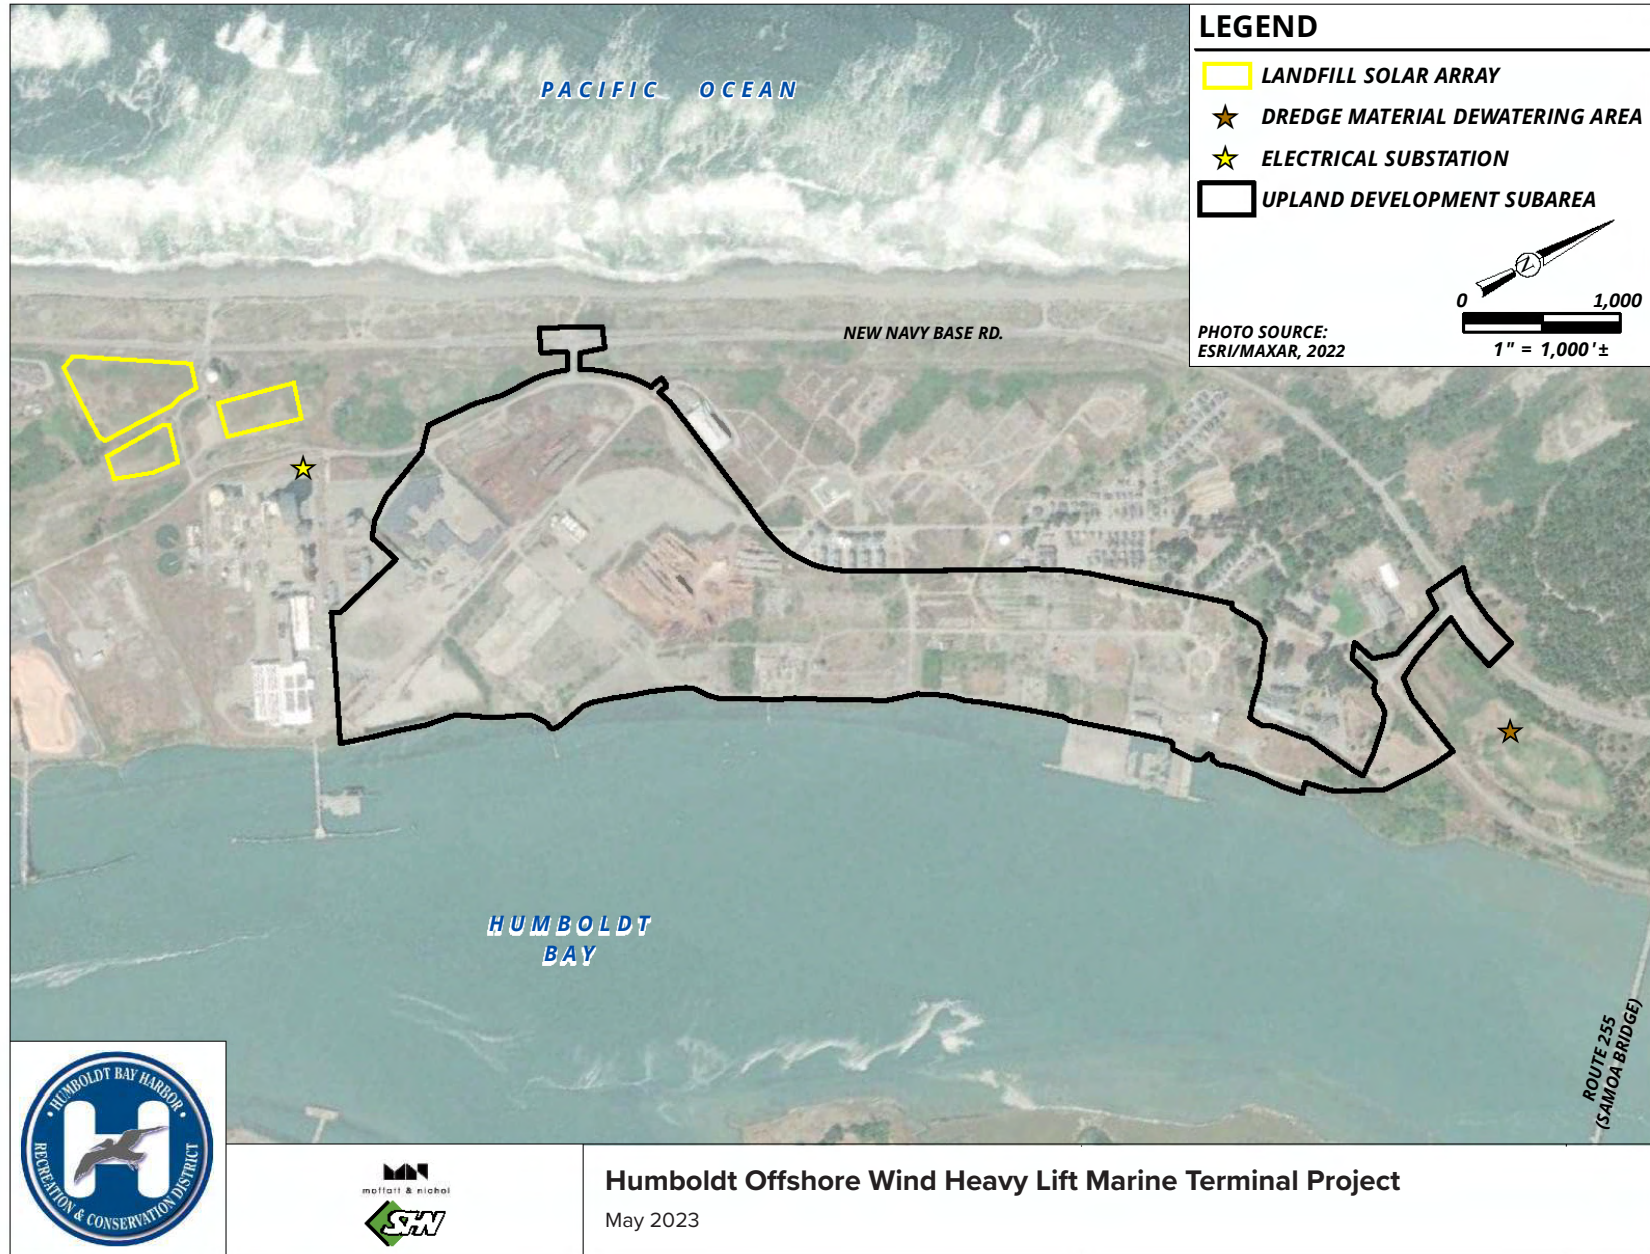 PACIFIC OCEAN
LEGEND
LANDFILL SOLAR ARRAY
DREDGE MATERIAL DEWATERING AREA
ELECTRICAL SUBSTATION
UPLAND DEVELOPMENT SUBAREA
N
0 1,000
1" = 1,000'±
PHOTO SOURCE:
ESRI/MAXAR, 2022
NEW NAVY BASE RD.
HUMBOLDT
BAY
ROUTE 255
(SAMOA BRIDGE)
HUMBOLDT BAY HARBOR
H
RECREATION & CONSERVATION DISTRICT
moffatt & nichol
SHN
Humboldt Offshore Wind Heavy Lift Marine Terminal Project
May 2023